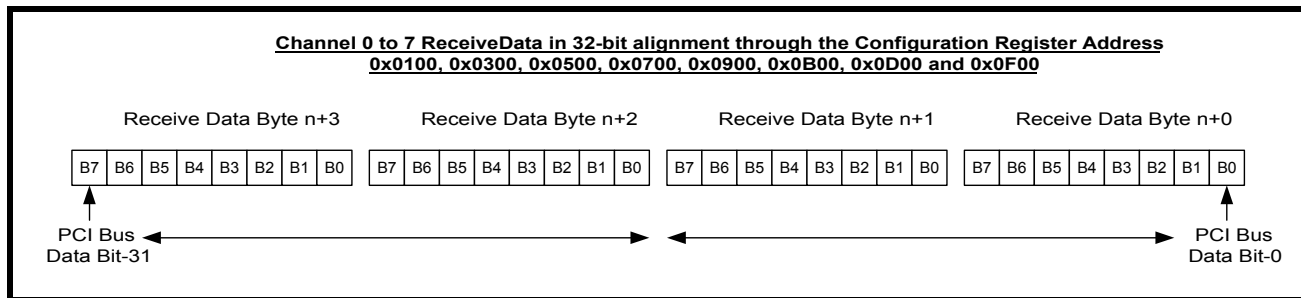 Channel 0 to 7 ReceiveData in 32-bit alignment through the Configuration Register Address
0x0100, 0x0300, 0x0500, 0x0700, 0x0900, 0x0B00, 0x0D00 and 0x0F00
Receive Data Byte n+3 Receive Data Byte n+2 Receive Data Byte n+1 Receive Data Byte n+0
B7 B6 B5 B4 B3 B2 B1 B0 B7 B6 B5 B4 B3 B2 B1 B0 B7 B6 B5 B4 B3 B2 B1 B0 B7 B6 B5 B4 B3 B2 B1 B0
PCI Bus PCI Bus
Data Bit-31 Data Bit-0